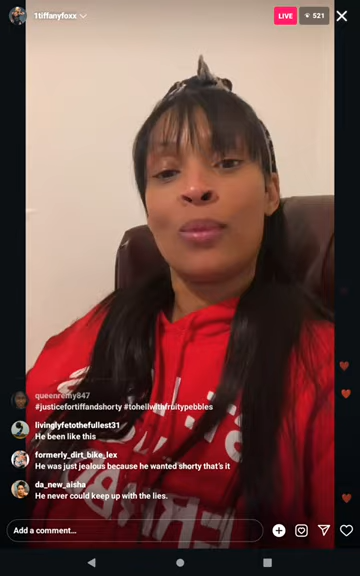 1tiffanyfoxx
LIVE
521
queenremy847
#justicefortiffandshorty #tohellwithfruitypebbles
livinglyfetothefullest31
He been like this
formerly_dirt_bike_lex
He was just jealous because he wanted shorty that's it
da_new_aisha
He never could keep up with the lies.
Add a comment...